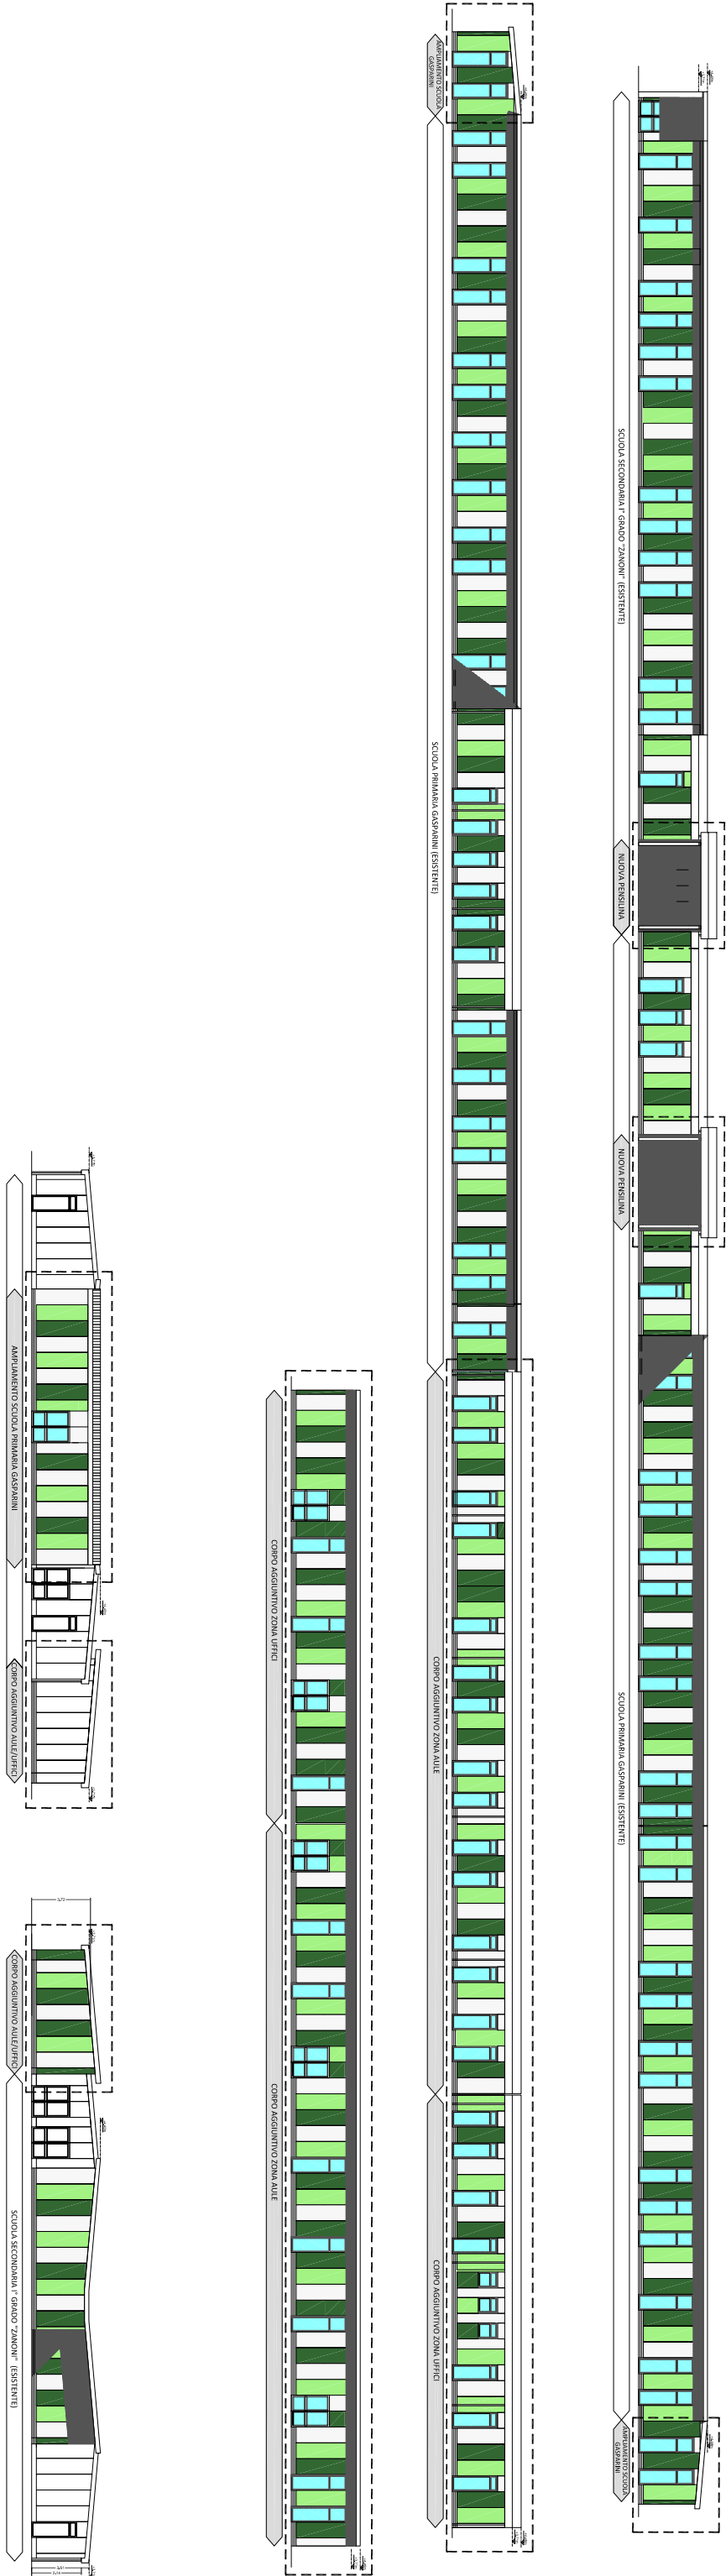 SCUOLA SECONDARIA I° GRADO "ZANONI" (ESISTENTE)
NUOVA PENSILINA
NUOVA PENSILINA
SCUOLA PRIMARIA GASPARINI (ESISTENTE)
AMPLIAMENTO SCUOLA
GASPARINI
AMPLIAMENTO SCUOLA
GASPARINI
SCUOLA PRIMARIA GASPARINI (ESISTENTE)
CORPO AGGIUNTIVO ZONA AULE
CORPO AGGIUNTIVO ZONA UFFICI
CORPO AGGIUNTIVO ZONA UFFICI
CORPO AGGIUNTIVO ZONA AULE
AMPLIAMENTO SCUOLA PRIMARIA GASPARINI
CORPO AGGIUNTIVO AULE/UFFICI
CORPO AGGIUNTIVO AULE/UFFICI
SCUOLA SECONDARIA I° GRADO "ZANONI" (ESISTENTE)